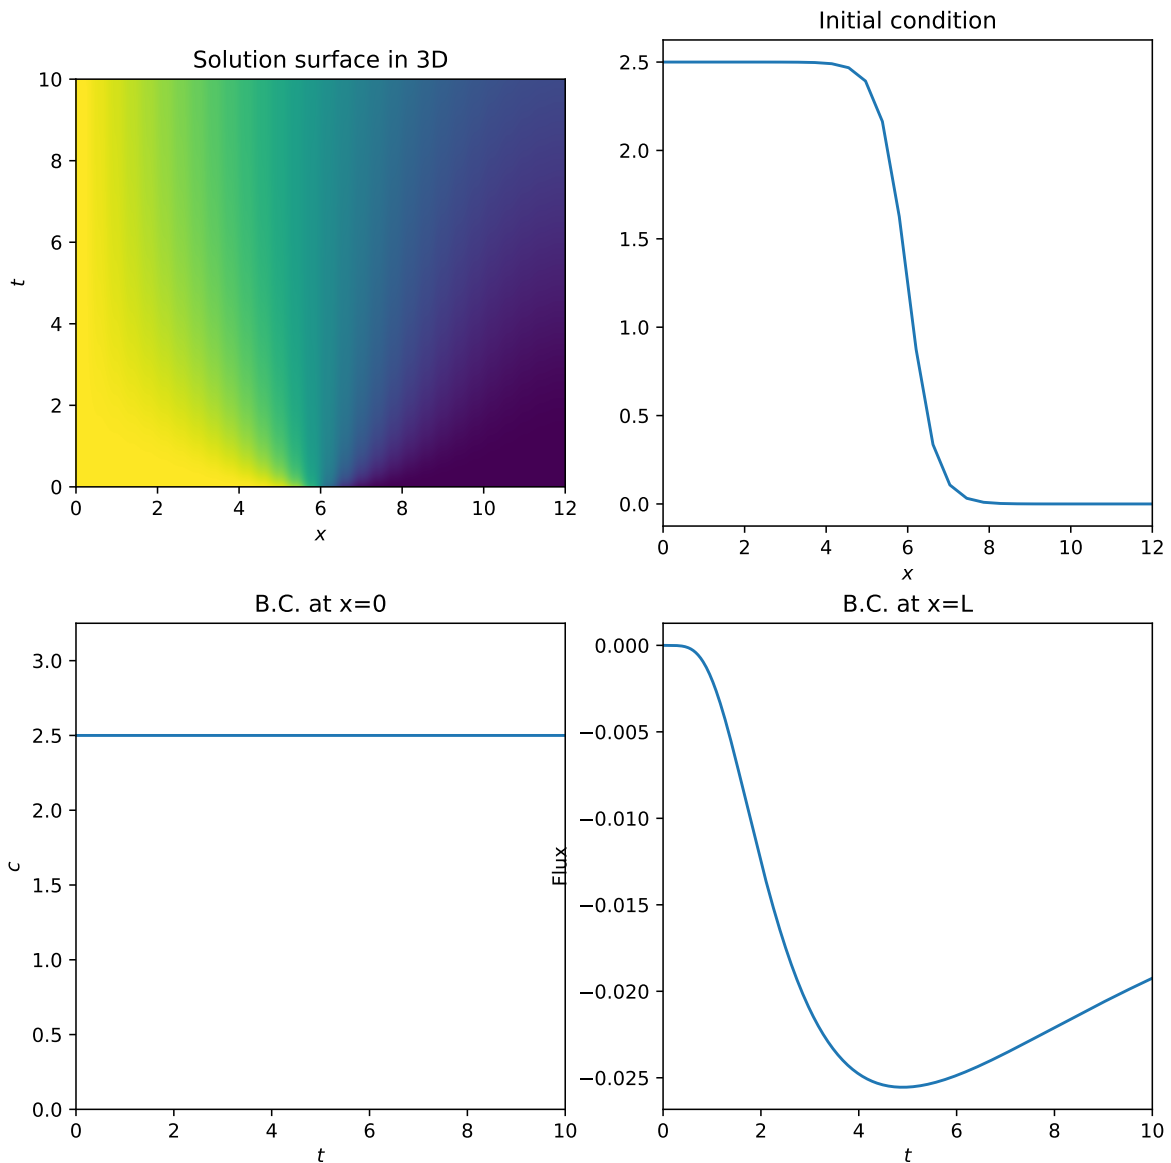 Solution surface in 3D
10
8
6
4
2
0
t
0 2 4 6 8 10 12
x
Initial condition
2.5
2.0
1.5
1.0
0.5
0.0
0 2 4 6 8 10 12
x
B.C. at x=0
3.0
2.5
2.0
1.5
1.0
0.5
0.0
c
0 2 4 6 8 10
t
B.C. at x=L
0.000
−0.005
−0.010
−0.015
−0.020
−0.025
Flux
0 2 4 6 8 10
t